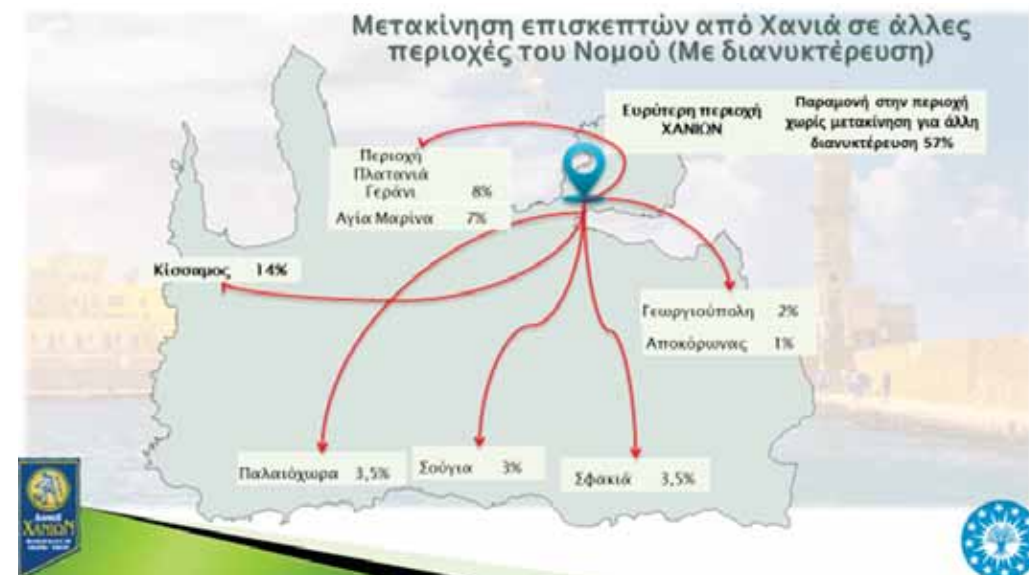 Μετακίνηση επισκεπτών από Χανιά σε άλλες
περιοχές του Νομού (Με διανυκτέρευση)
Ευρύτερη περιοχή
ΧΑΝΙΩΝ
Παραμονή στην περιοχή
χωρίς μετακίνηση για άλλη
διανυκτέρευση 57%
Περιοχή
Πλατανιά
Γεράνι 8%
Αγία Μαρίνα 7%
Κίσσαμος 14%
Γεωργιούπολη 2%
Αποκόρωνας 1%
Παλαιόχωρα 3,5%
Σούγια 3%
Σφακιά 3,5%
ΧΑΝΙΩΝ